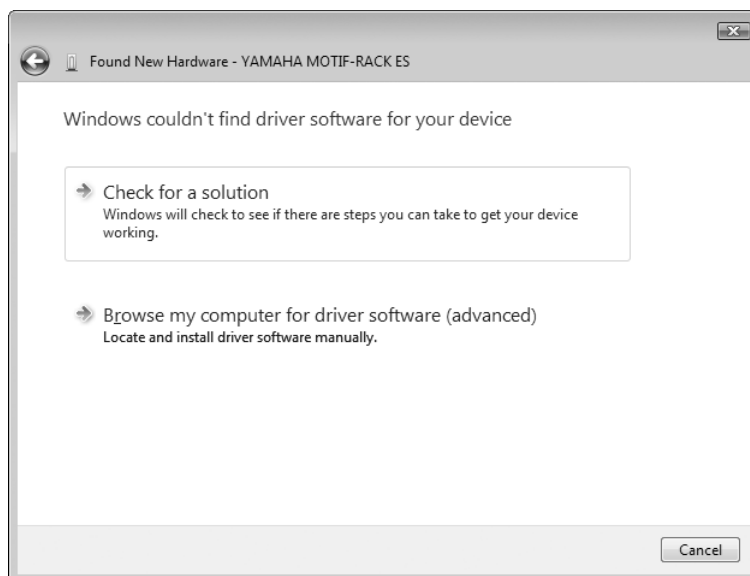 Found New Hardware - YAMAHA MOTIF-RACK ES
Windows couldn't find driver software for your device
Check for a solution
Windows will check to see if there are steps you can take to get your device
working.
Browse my computer for driver software (advanced)
Locate and install driver software manually.
Cancel